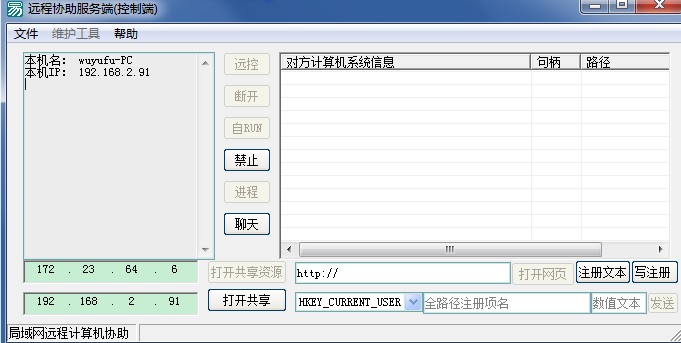 远程协助服务端(控制端)
文件 维护工具 帮助
本机名: wuyufu-PC
本机IP: 192.168.2.91
远控
断开
自RUN
禁止
进程
聊天
对方计算机系统信息 句柄 路径
172 . 23 . 64 . 6 打开共享资源 http:// 打开网页 注册文本 写注册
192 . 168 . 2 . 91 打开共享 HKEY_CURRENT_USER 全路径注册项名 数值文本 发送
局域网远程计算机协助